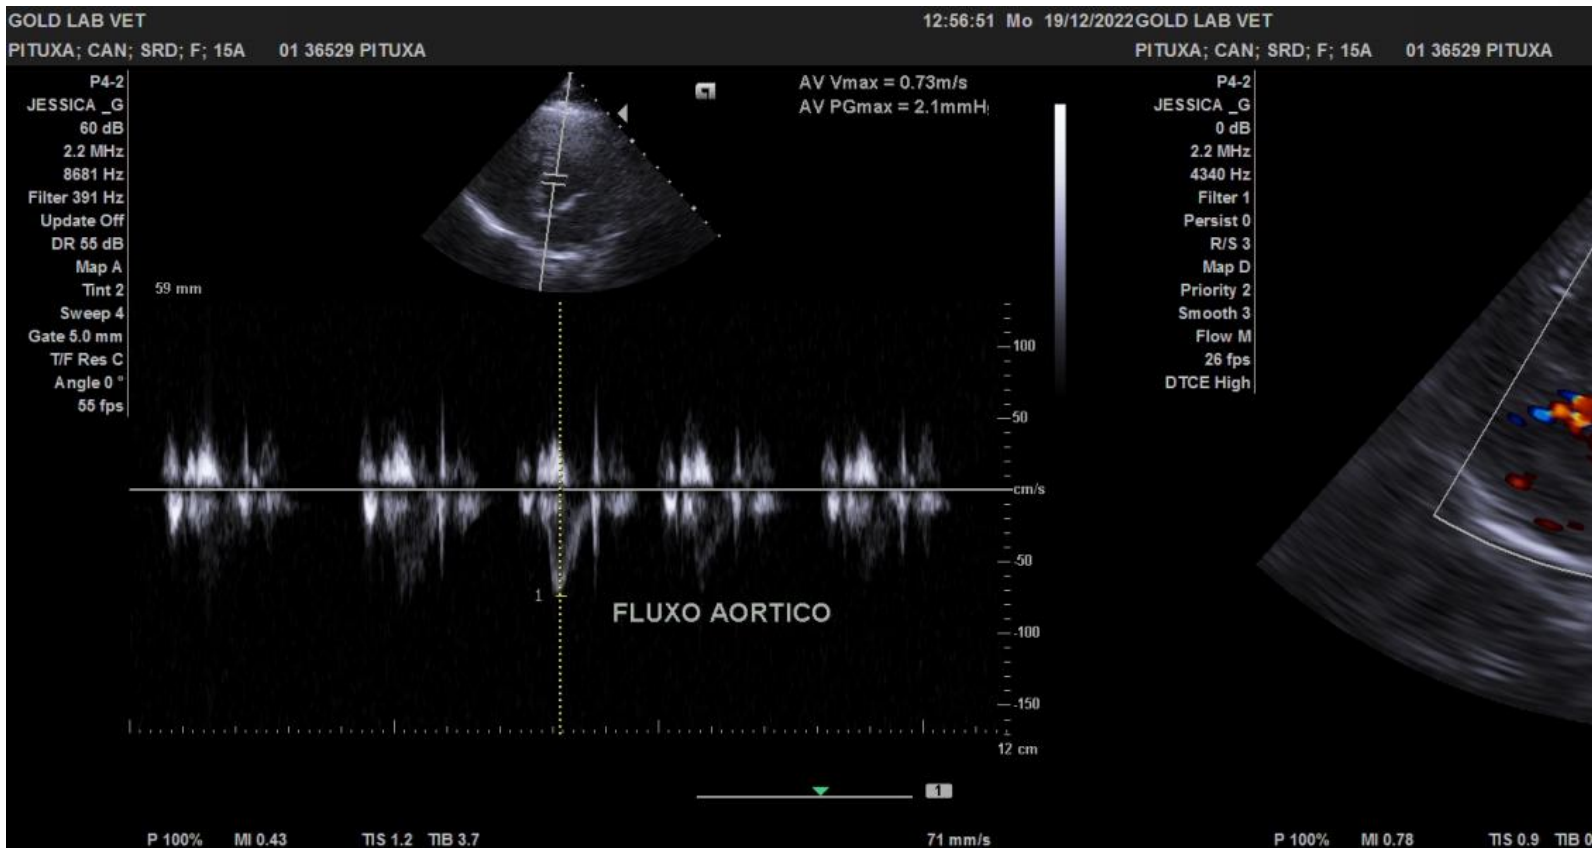 GOLD LAB VET
12:56:51 Mo 19/12/2022
PITUXA; CAN; SRD; F; 15A 01 36529 PITUXA
P4-2
JESSICA _G
60 dB
2.2 MHz
8681 Hz
Filter 391 Hz
Update Off
DR 55 dB
Map A
Tint 2
Sweep 4
Gate 5.0 mm
T/F Res C
Angle 0 °
55 fps
AV Vmax = 0.73m/s
AV PGmax = 2.1mmH
59 mm
100
50
cm/s
-50
-100
-150
1
FLUXO AORTICO
12 cm
1
P 100% MI 0.43 TIS 1.2 TIB 3.7 71 mm/s
GOLD LAB VET
PITUXA; CAN; SRD; F; 15A 01 36529 PITUXA
P4-2
JESSICA _G
0 dB
2.2 MHz
4340 Hz
Filter 1
Persist 0
R/S 3
Map D
Priority 2
Smooth 3
Flow M
26 fps
DTCE High
P 100% MI 0.78 TIS 0.9 TIB